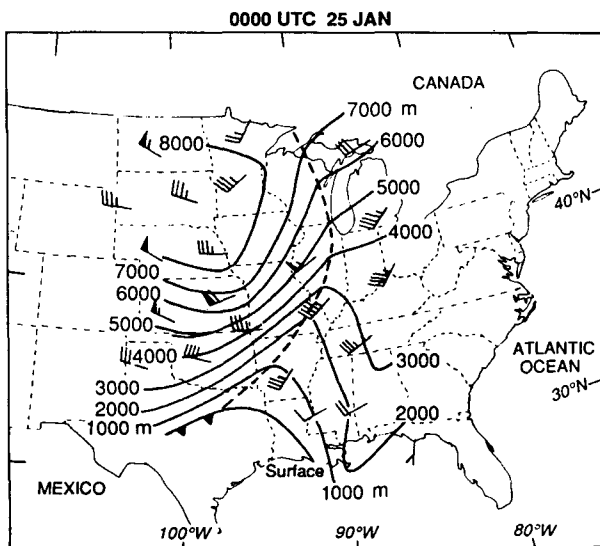 0000 UTC 25 JAN
CANADA
7000 m
6000
8000
5000
40°N
4000
7000
6000
5000
4000
3000
ATLANTIC
OCEAN
3000
30°N
2000
2000
1000 m
Surface
MEXICO
1000 m
100°W
90°W
80°W